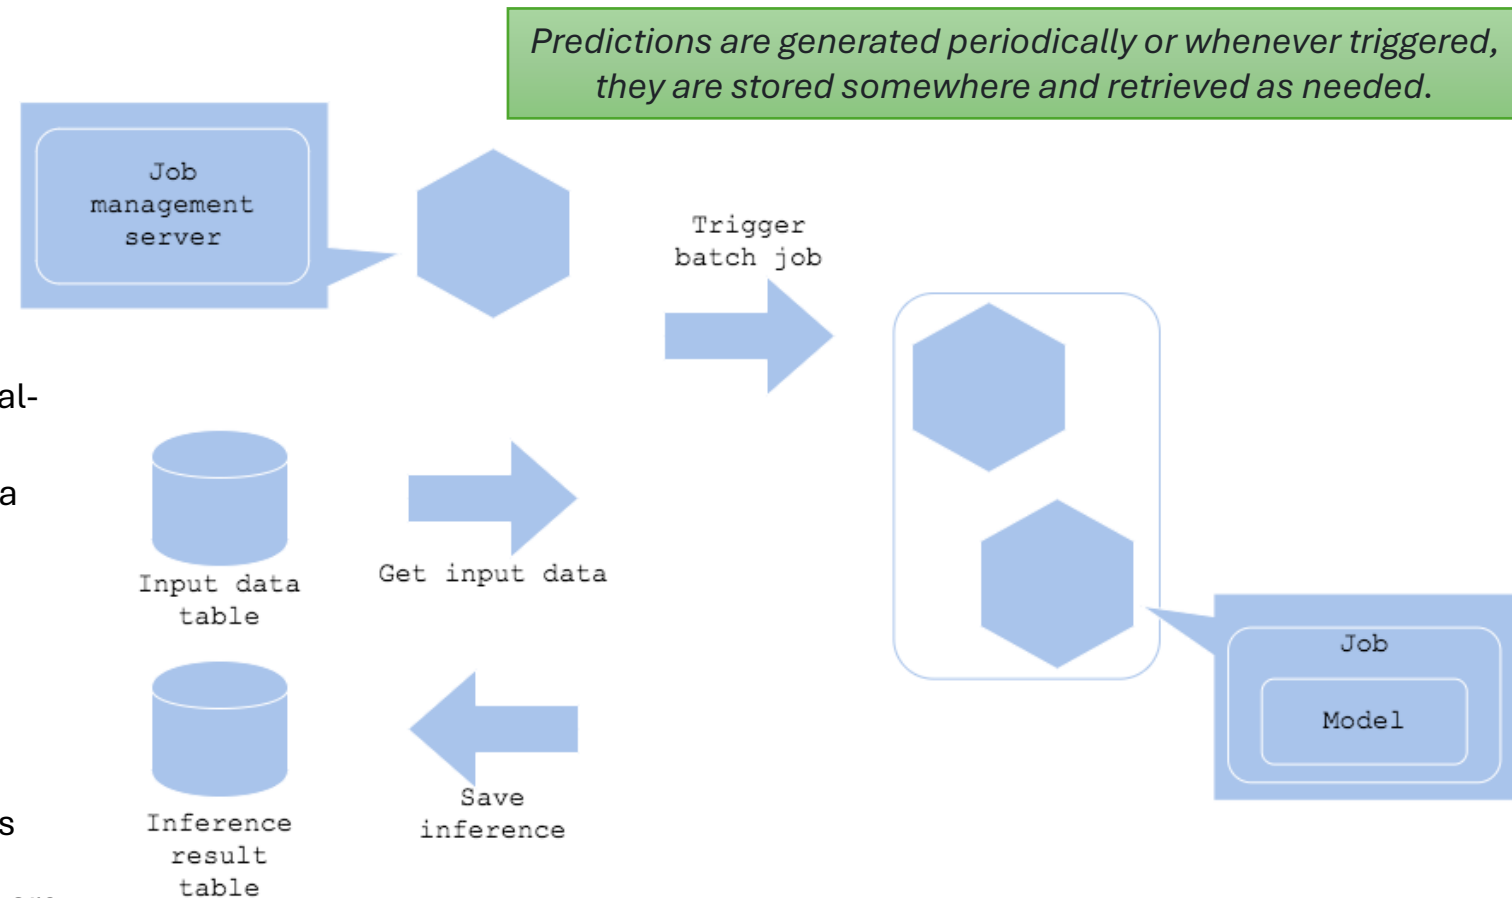 Predictions are generated periodically or whenever triggered,
they are stored somewhere and retrieved as needed.
Job
management
server
Trigger
batch job
al-
a
Input data
table
Get input data
Job
Model
Save
inference
s
Inference
result
table